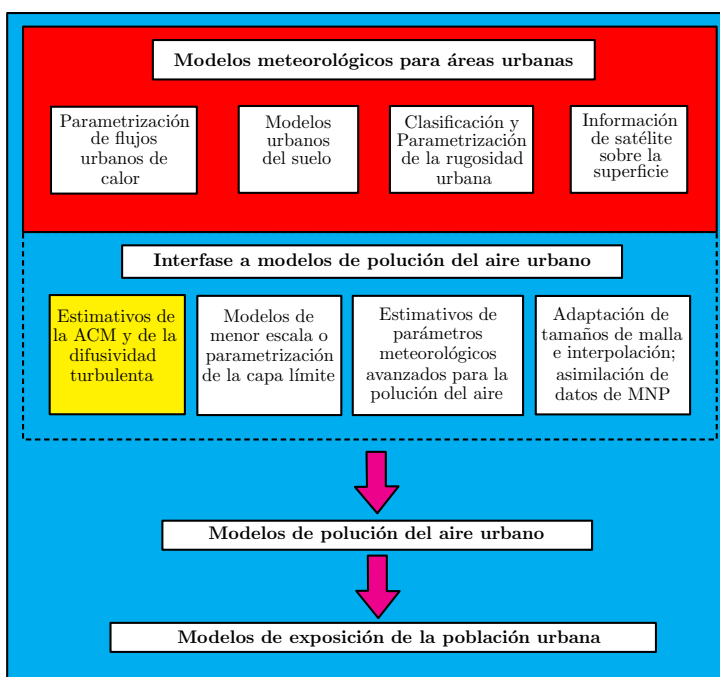 Modelos meteorológicos para áreas urbanas
Parametrización
de flujos
urbanos de
calor
Modelos
urbanos
del suelo
Clasificación y
Parametrización
de la rugosidad
urbana
Información
de satélite
sobre la
superficie
Interfase a modelos de polución del aire urbano
Estimativos de
la ACM y de la
difusividad
turbulenta
Modelos de
menor escala o
parametrización
de la capa límite
Estimativos de
parámetros
meteorológicos
avanzados para la
polución del aire
Adaptación de
tamaños de malla
e interpolación;
asimilación de
datos de MNP
Modelos de polución del aire urbano
Modelos de exposición de la población urbana